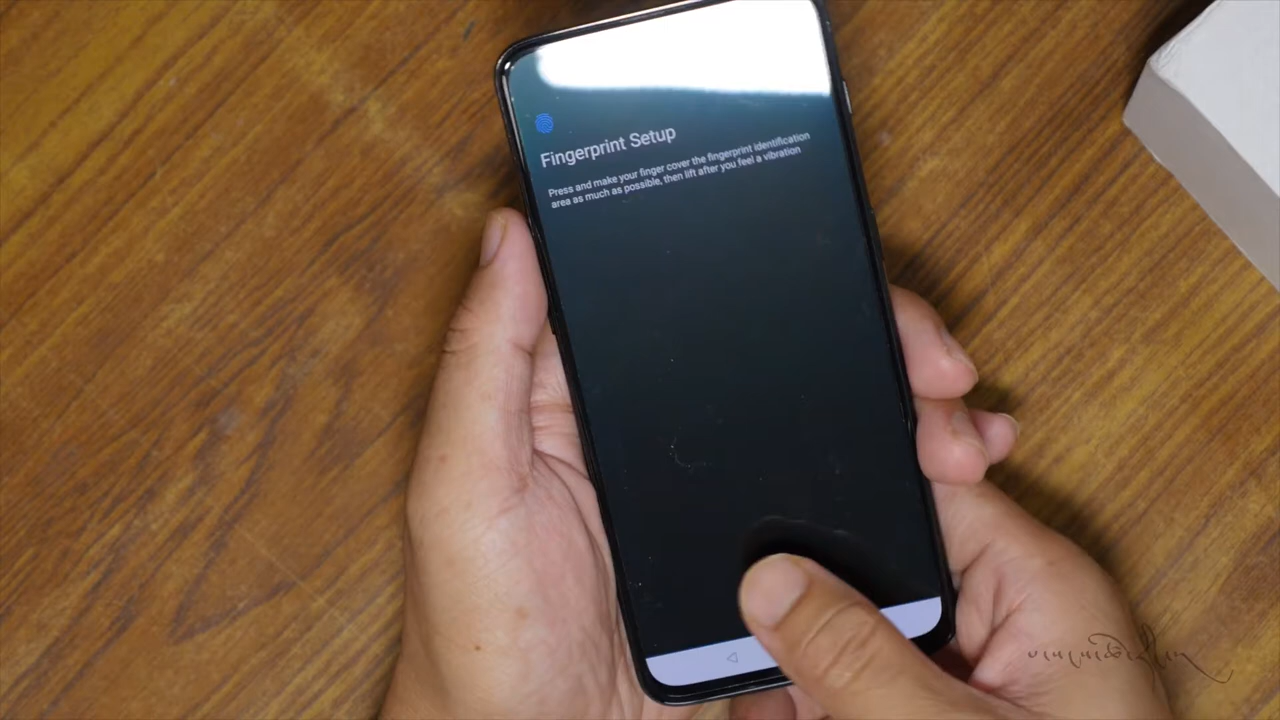 Fingerprint Setup
Press and make your finger cover the fingerprint identification
area as much as possible, then lift after you feel a vibration